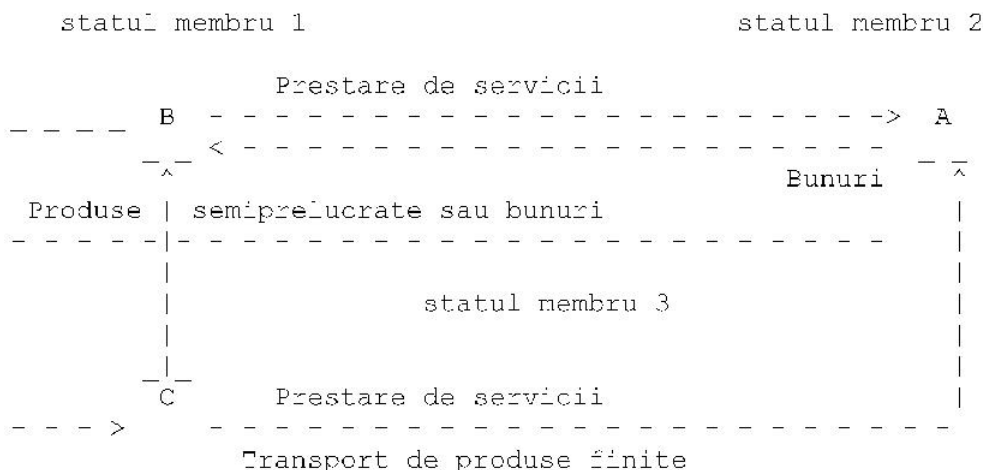 statul membru 1 statul membru 2
Prestare de servicii
B A
Bunuri
Produse semiprelucrate sau bunuri
statul membru 3
C Prestare de servicii
Transport de produse finite